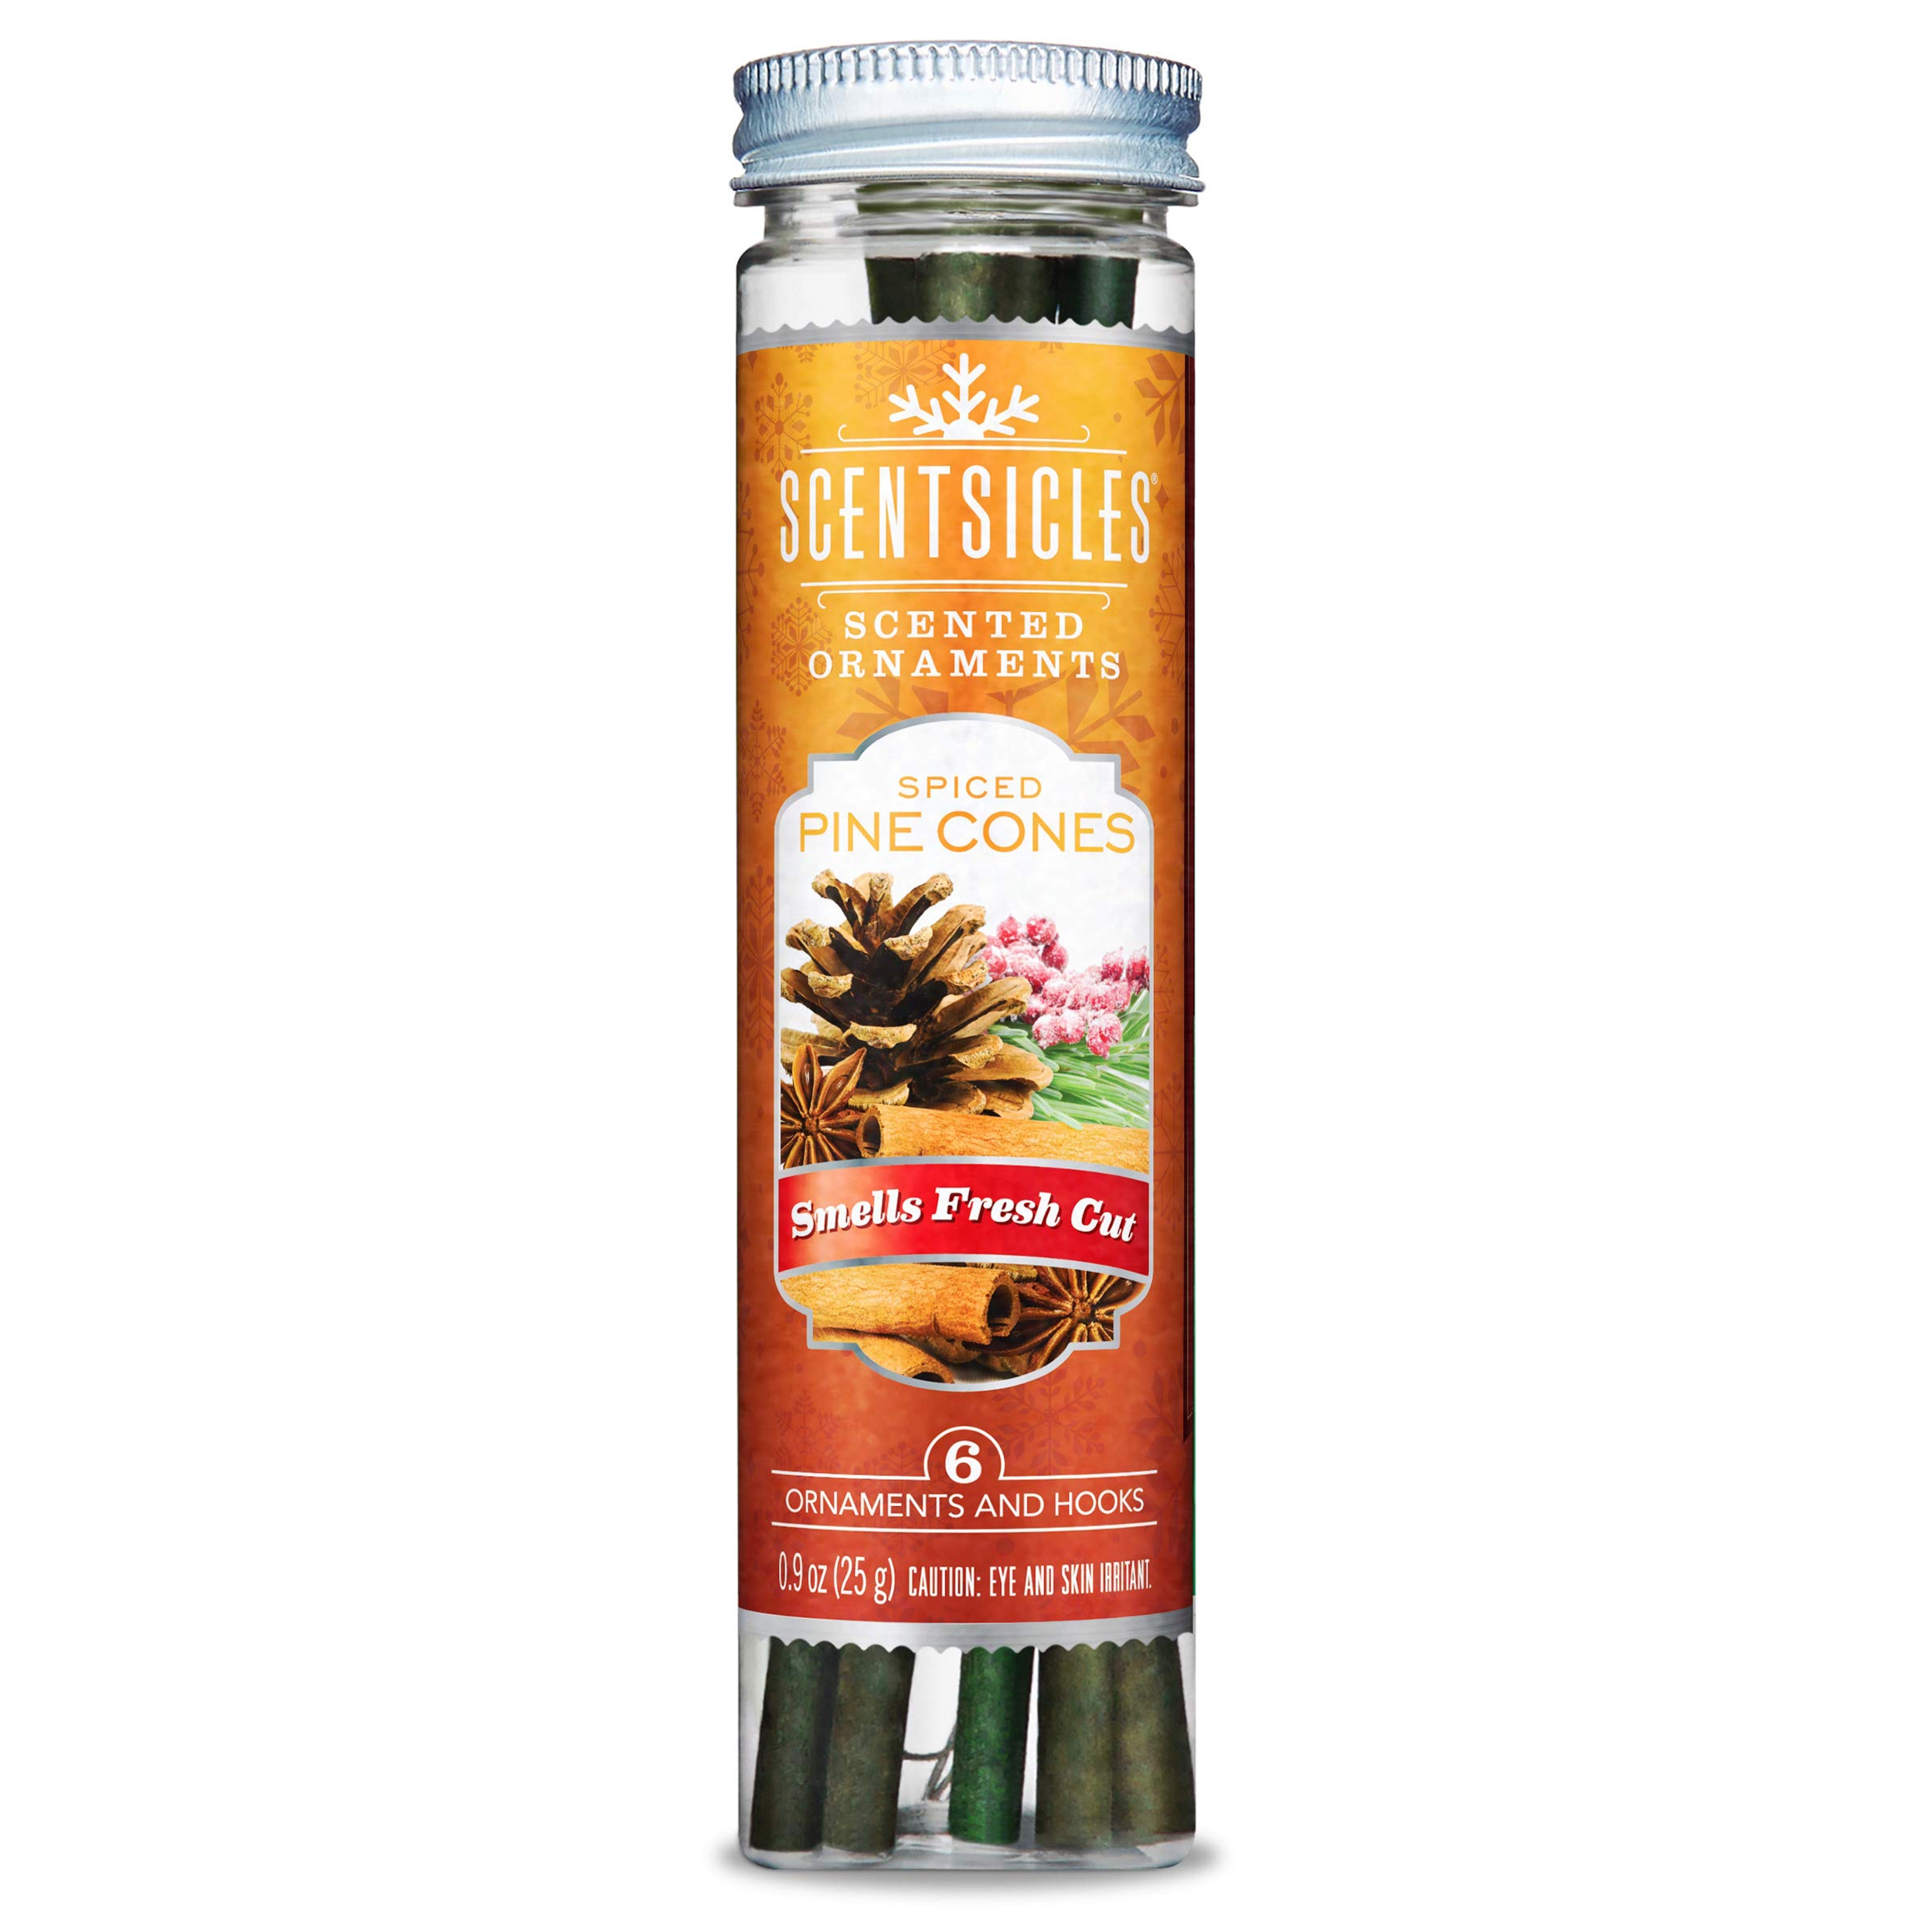 SCENTSICLES®
SCENTED
ORNAMENTS
SPICED
PINE CONES
Smells Fresh Cut
6
ORNAMENTS AND HOOKS
0.9 oz (25 g) CAUTION: EYE AND SKIN IRRITANT.